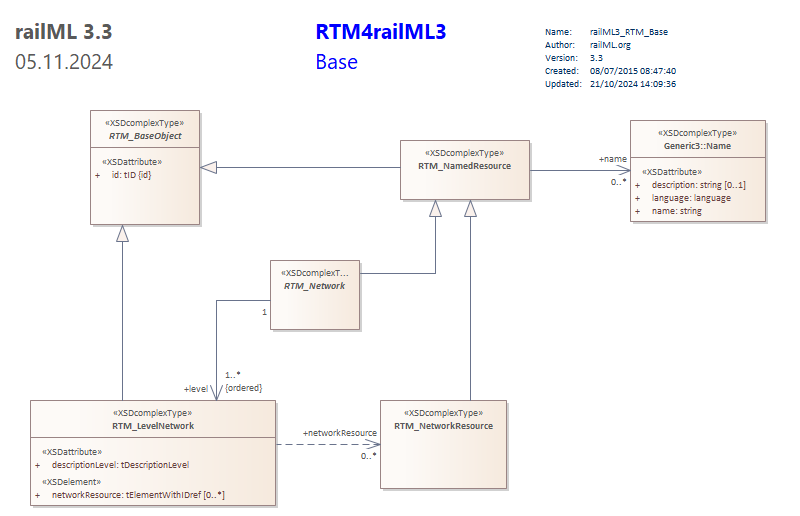 railML 3.3
05.11.2024
RTM4railML3
Base
Name: railML3_RTM_Base
Author: railML.org
Version: 3.3
Created: 08/07/2015 08:47:40
Updated: 21/10/2024 14:09:36
«XSDcomplexType»
RTM_BaseObject
«XSDattribute»
+ id: tID {id}
«XSDcomplexType»
RTM_NamedResource
+name
0..*
«XSDcomplexType»
Generic3::Name
«XSDattribute»
+ description: string [0..1]
+ language: language
+ name: string
«XSDcomplexT...
RTM_Network
1
1..*
+level {ordered}
«XSDcomplexType»
RTM_LevelNetwork
«XSDattribute»
+ descriptionLevel: tDescriptionLevel
«XSDelement»
+ networkResource: tElementWithIDref [0..*]
+networkResource
0..*
«XSDcomplexType»
RTM_NetworkResource